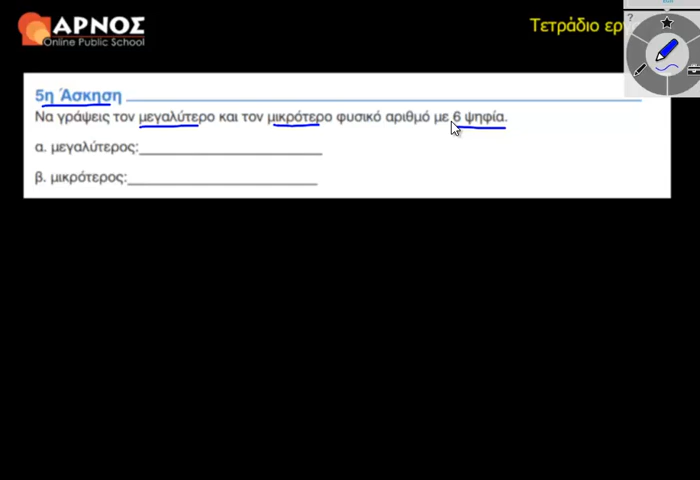 ΑΡΝΟΣ
Online Public School
Τετράδιο
5η Άσκηση
Να γράψεις τον μεγαλύτερο και τον μικρότερο φυσικό αριθμό με 6 ψηφία.
α. μεγαλύτερος:
β. μικρότερος:
?